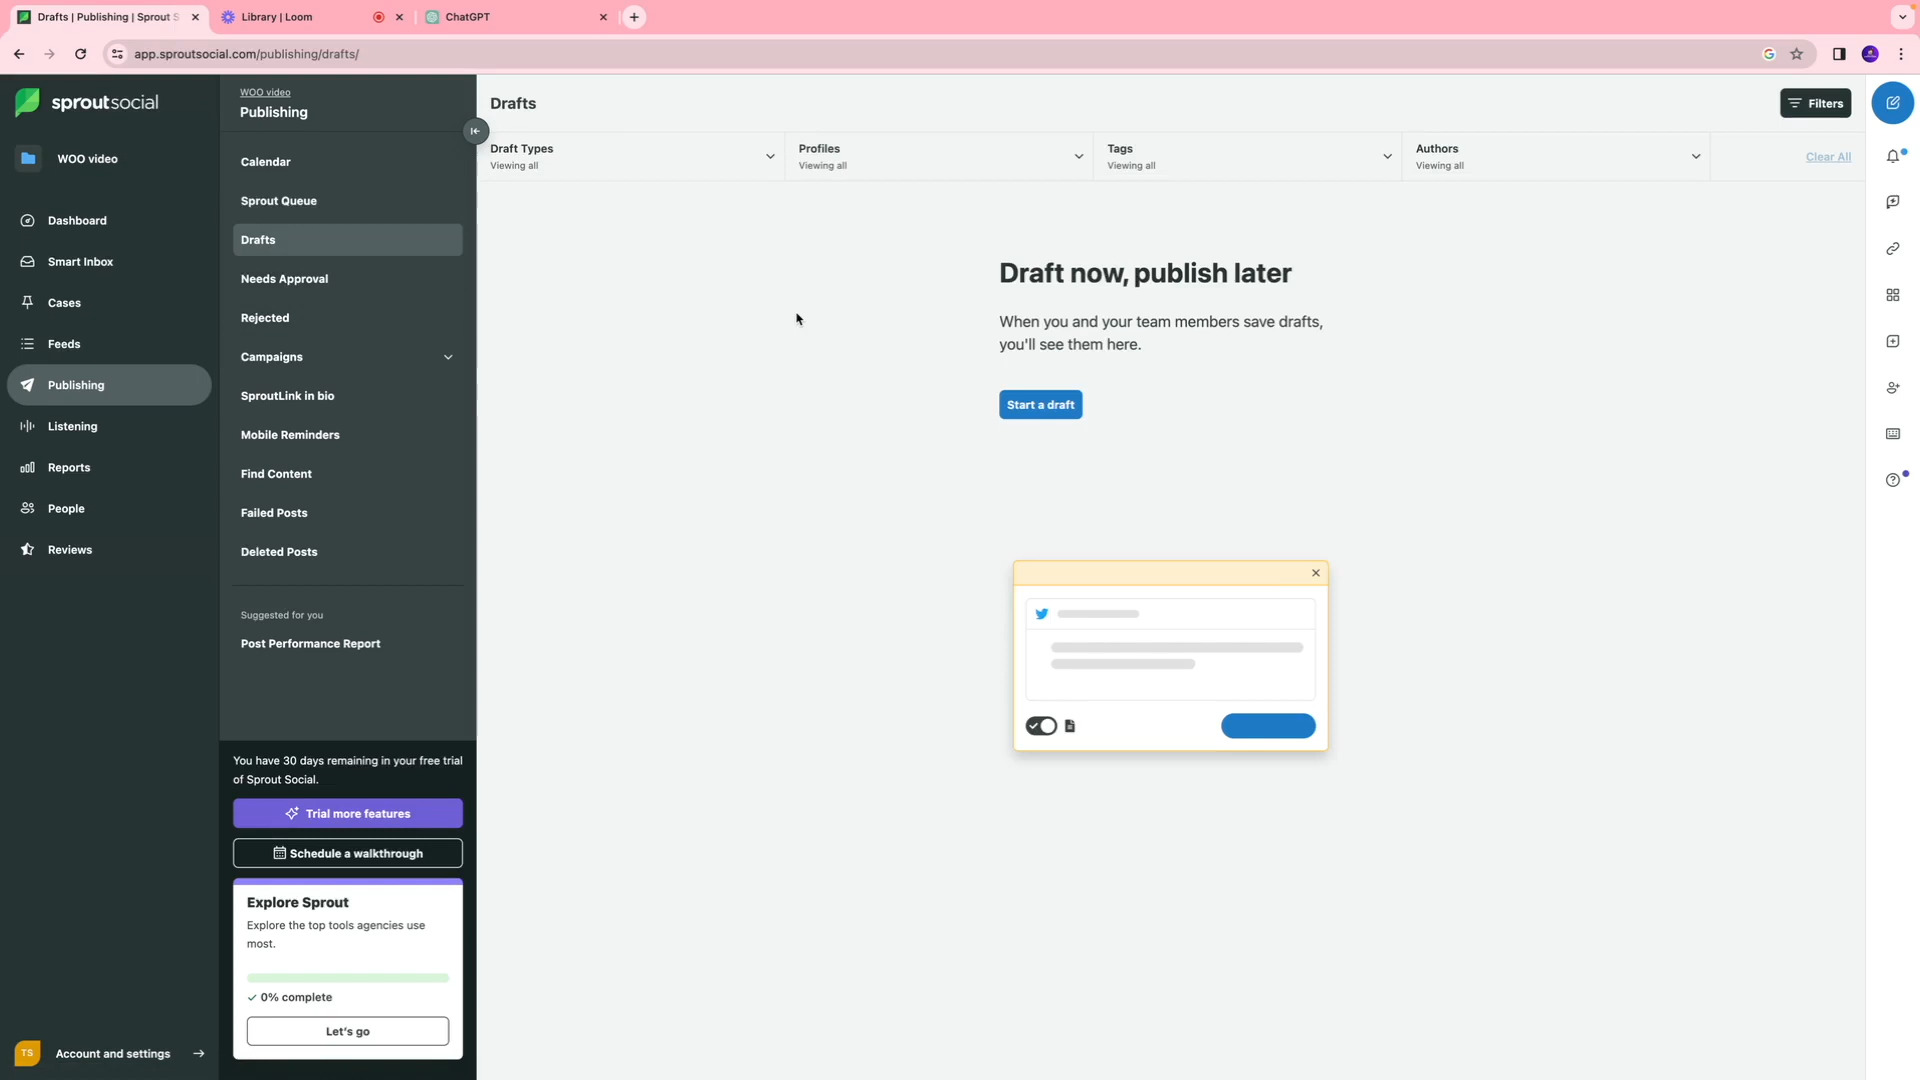 Drafts | Publishing | Sprout S
Library | Loom
ChatGPT
app.sproutsocial.com/publishing/drafts/
sproutsocial
WOO video
Dashboard
Smart Inbox
Cases
Feeds
Publishing
Listening
Reports
People
Reviews
TS
Account and settings
WOO video
Publishing
Calendar
Sprout Queue
Drafts
Needs Approval
Rejected
Campaigns
SproutLink in bio
Mobile Reminders
Find Content
Failed Posts
Deleted Posts
Suggested for you
Post Performance Report
You have 30 days remaining in your free trial
of Sprout Social.
Trial more features
Schedule a walkthrough
Explore Sprout
Explore the top tools agencies use
most.
0% complete
Let's go
Drafts
Filters
Draft Types
Viewing all
Profiles
Viewing all
Tags
Viewing all
Authors
Viewing all
Clear All
Draft now, publish later
When you and your team members save drafts,
you'll see them here.
Start a draft